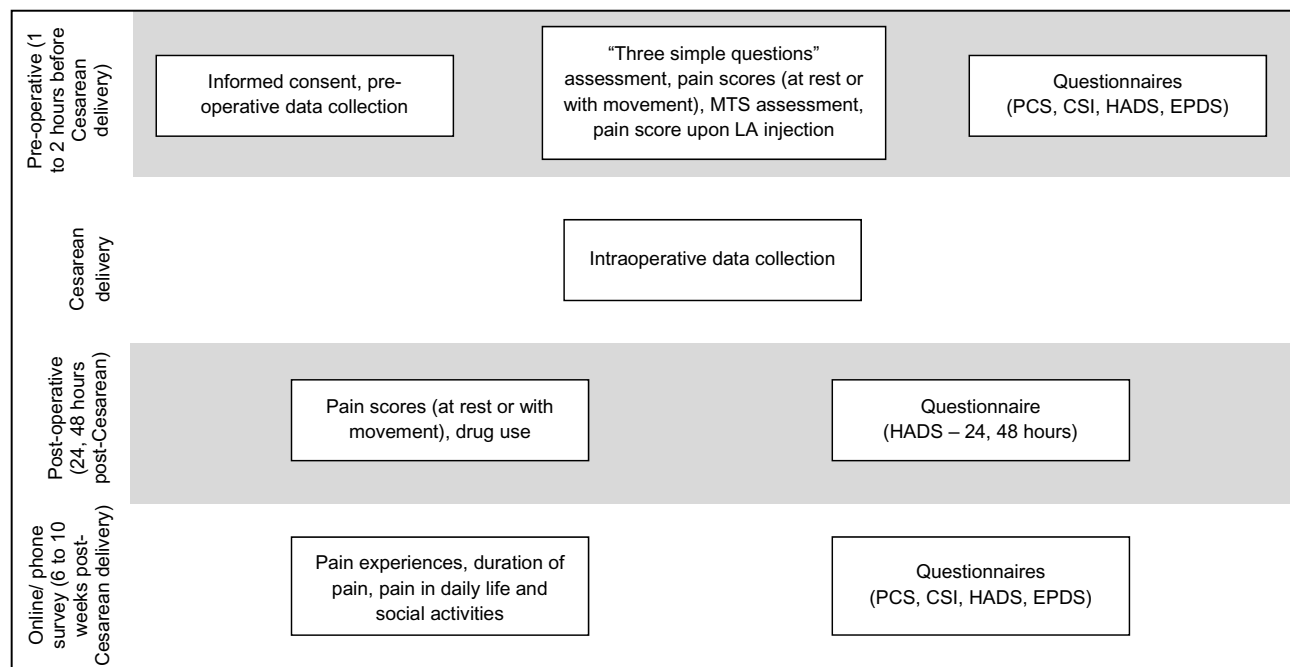 Pre-operative (1
to 2 hours before
Cesarean
delivery)
Informed consent, pre-
operative data collection
“Three simple questions”
assessment, pain scores (at rest or
with movement), MTS assessment,
pain score upon LA injection
Questionnaires
(PCS, CSI, HADS, EPDS)
Cesarean
delivery
Intraoperative data collection
Post-operative
(24, 48 hours
post-Cesarean)
Pain scores (at rest or with
movement), drug use
Questionnaire
(HADS – 24, 48 hours)
Online/ phone
survey (6 to 10
weeks post-
Cesarean delivery)
Pain experiences, duration of
pain, pain in daily life and
social activities
Questionnaires
(PCS, CSI, HADS, EPDS)